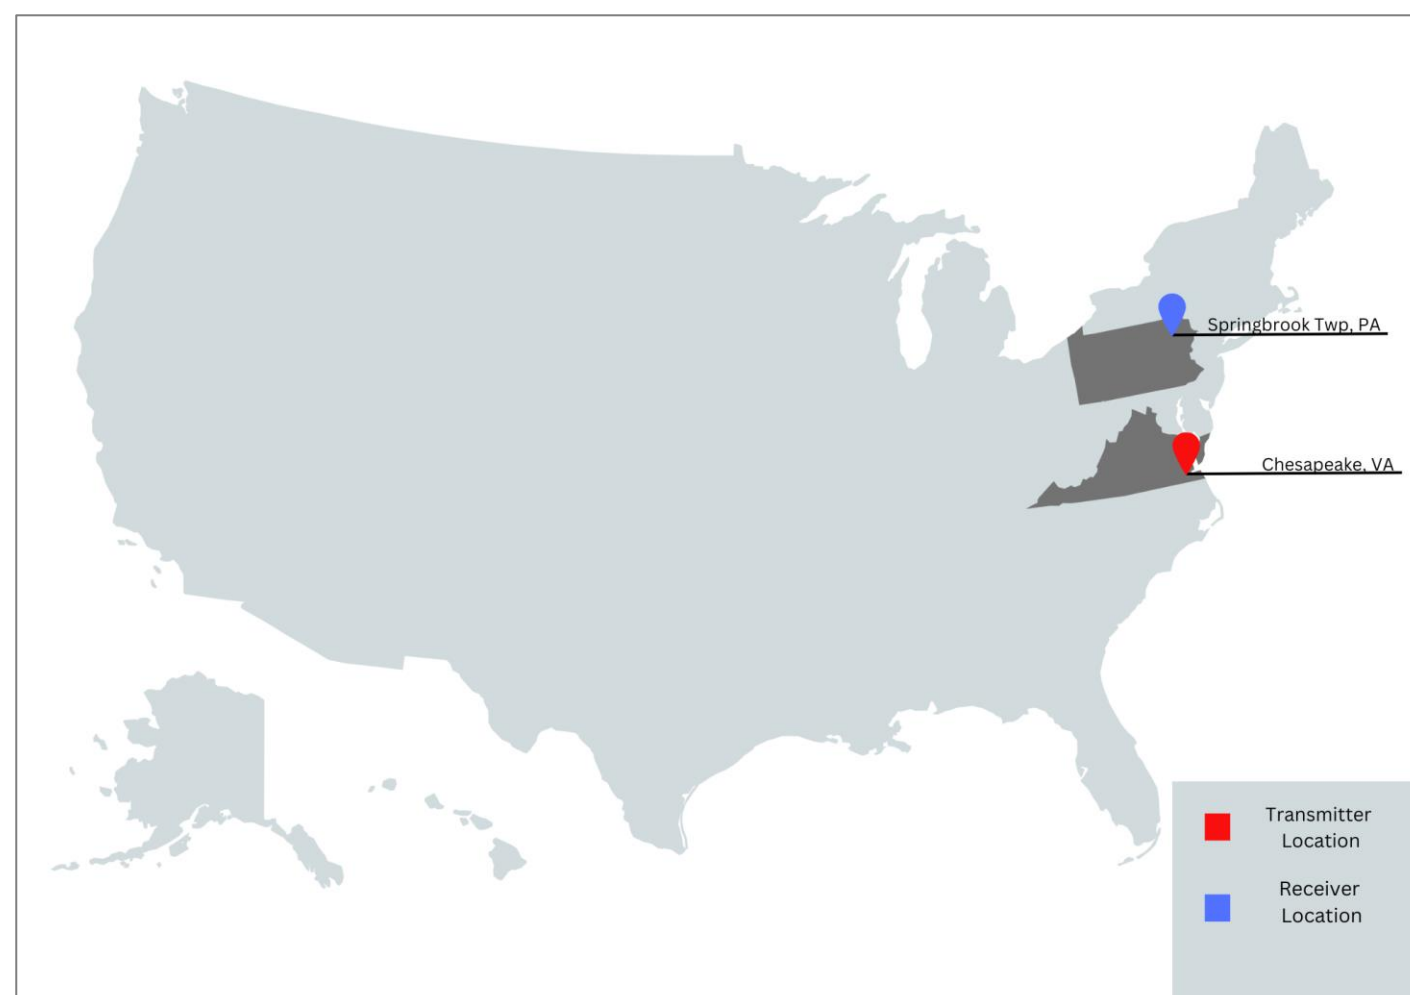 Springbrook Twp, PA
Chesapeake, VA
Transmitter
Location
Receiver
Location